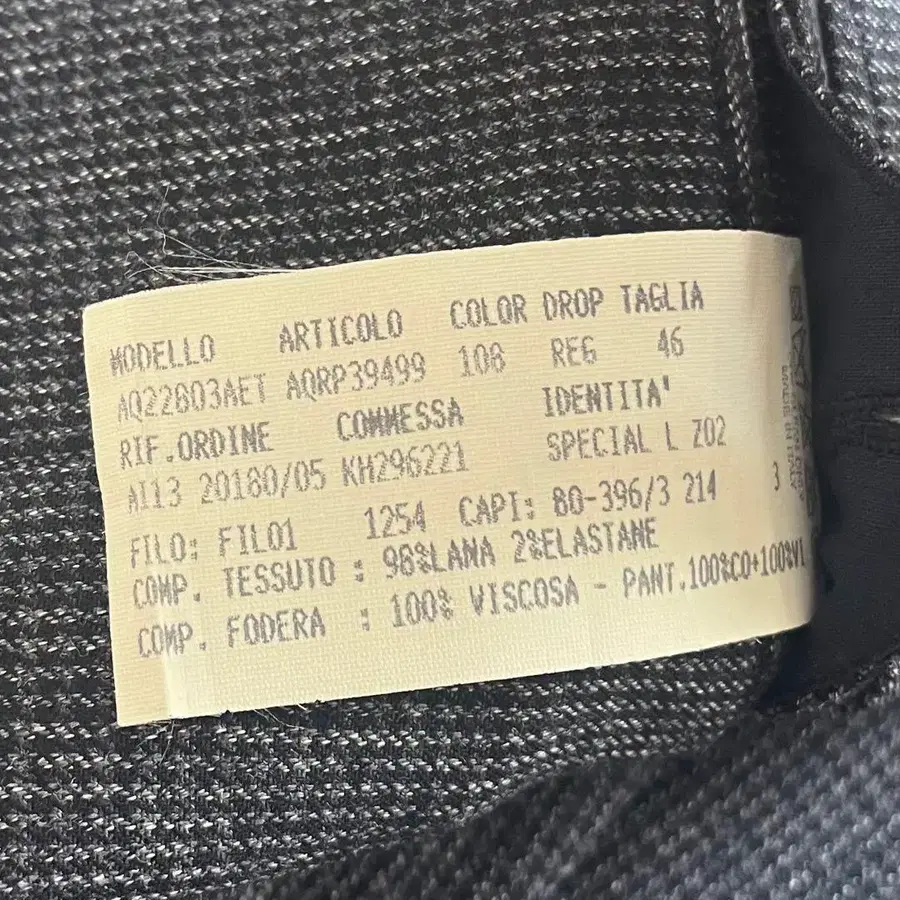 MODELLO ARTICOLO COLOR DROP TAGLIA
AQ22803AET AQRP39499 108 REG 46
RIF.ORDINE COMMESSA IDENTITA'
AI13 20180/05 KH296221 SPECIAL L Z02
FILO: FIL01 1254 CAPI: 80-396/3 214 3
COMP. TESSUTO : 98%LANA 2%ELASTANE
COMP. FODERA : 100% VISCOSA - PANT.100%CO+100%VI